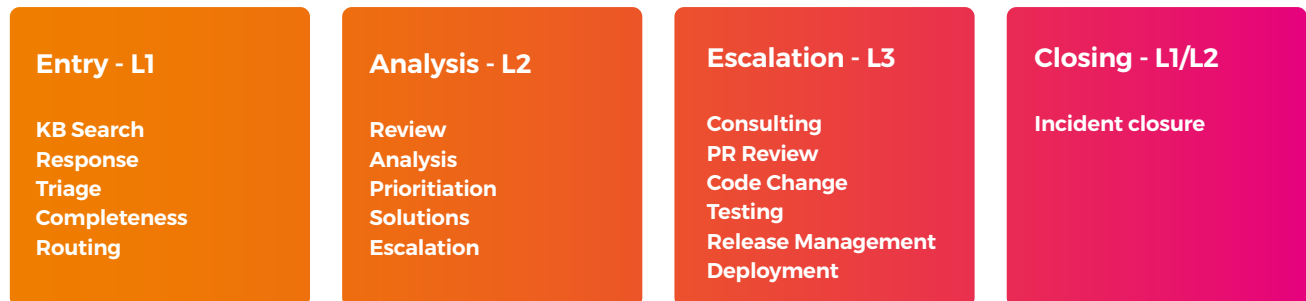 Entry - L1
KB Search
Response
Triage
Completeness
Routing
Analysis - L2
Review
Analysis
Prioritiation
Solutions
Escalation
Escalation - L3
Consulting
PR Review
Code Change
Testing
Release Management
Deployment
Closing - L1/L2
Incident closure